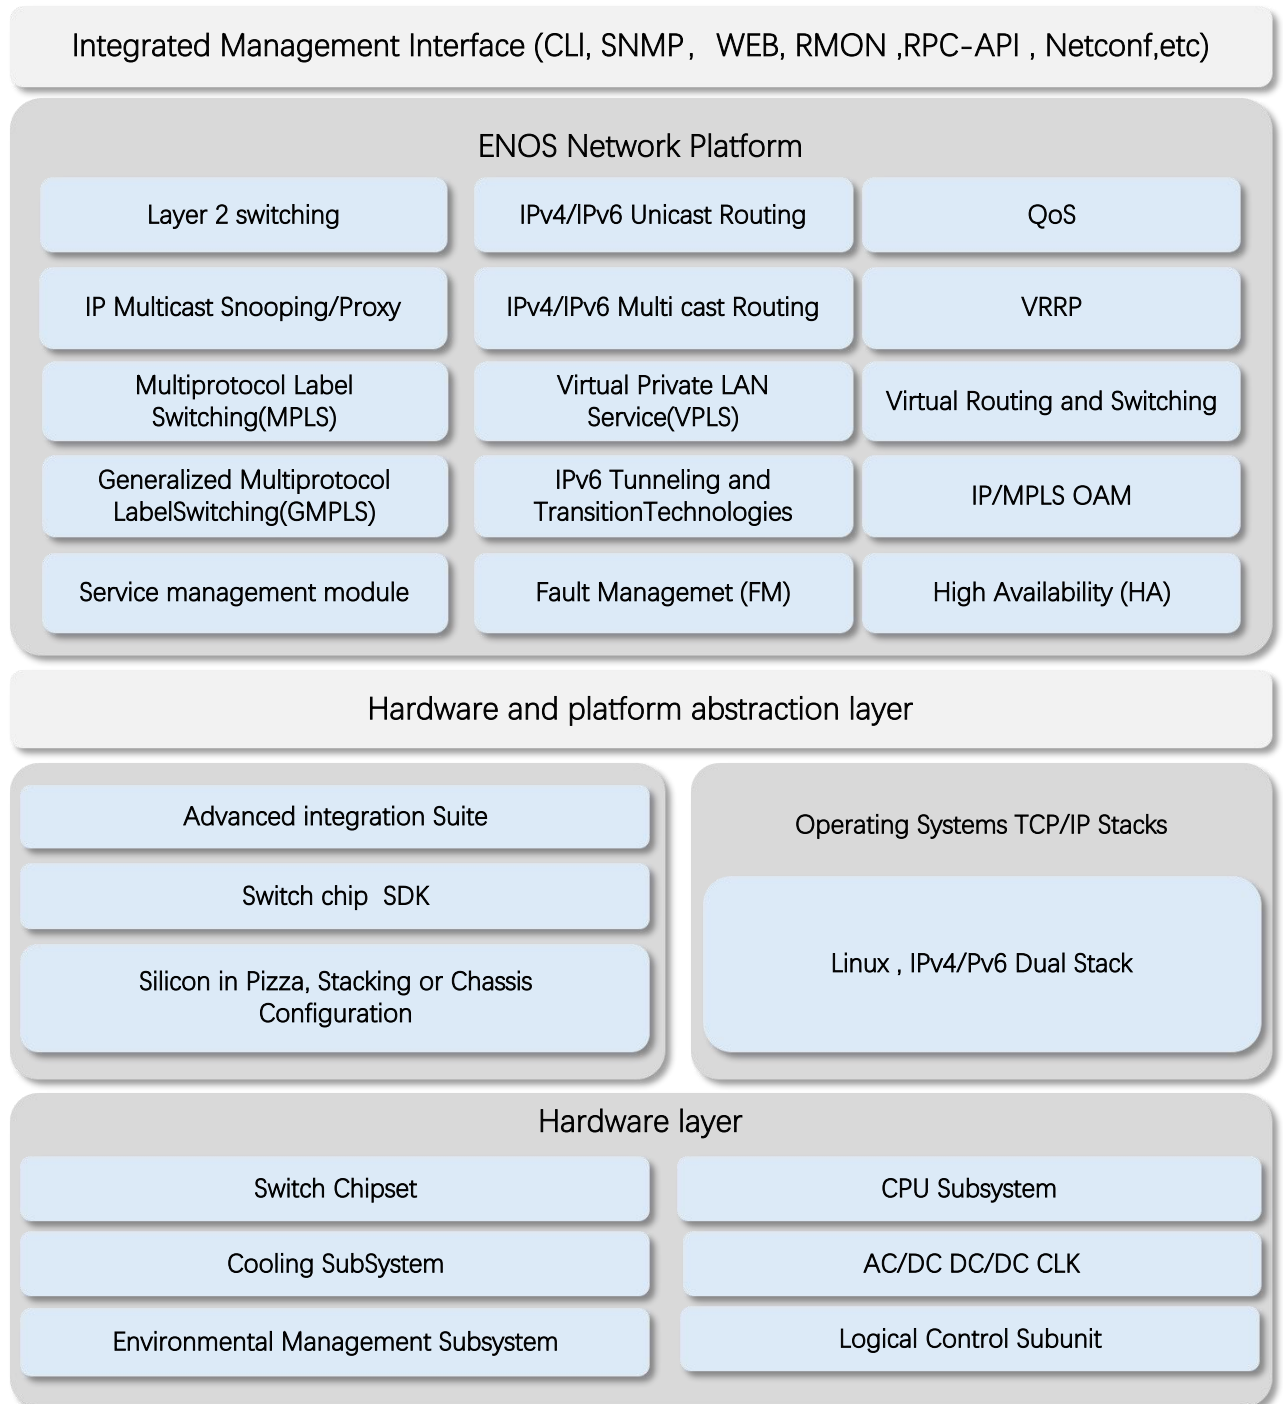 Integrated Management Interface (CLI, SNMP， WEB, RMON ,RPC-API , Netconf,etc)
ENOS Network Platform
Layer 2 switching
IPv4/IPv6 Unicast Routing
QoS
IP Multicast Snooping/Proxy
IPv4/IPv6 Multi cast Routing
VRRP
Multiprotocol Label
Switching(MPLS)
Virtual Private LAN
Service(VPLS)
Virtual Routing and Switching
Generalized Multiprotocol
LabelSwitching(GMPLS)
IPv6 Tunneling and
TransitionTechnologies
IP/MPLS OAM
Service management module
Fault Managemet (FM)
High Availability (HA)
Hardware and platform abstraction layer
Advanced integration Suite
Switch chip  SDK
Silicon in Pizza, Stacking or Chassis
Configuration
Operating Systems TCP/IP Stacks
Linux , IPv4/Pv6 Dual Stack
Hardware layer
Switch Chipset
CPU Subsystem
Cooling SubSystem
AC/DC DC/DC CLK
Environmental Management Subsystem
Logical Control Subunit